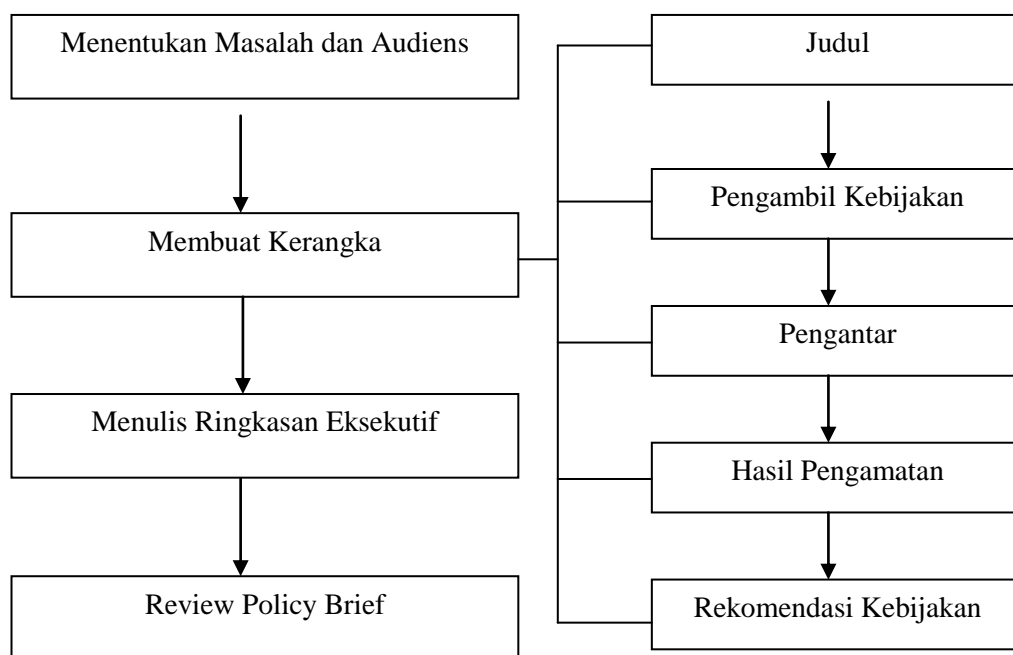 Menentukan Masalah dan Audiens
Membuat Kerangka
Menulis Ringkasan Eksekutif
Review Policy Brief
Judul
Pengambil Kebijakan
Pengantar
Hasil Pengamatan
Rekomendasi Kebijakan